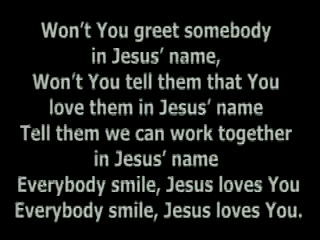 Won't You greet somebody
in Jesus' name,
Won't You tell them that You
love them in Jesus' name
Tell them we can work together
in Jesus' name
Everybody smile, Jesus loves You
Everybody smile, Jesus loves You.